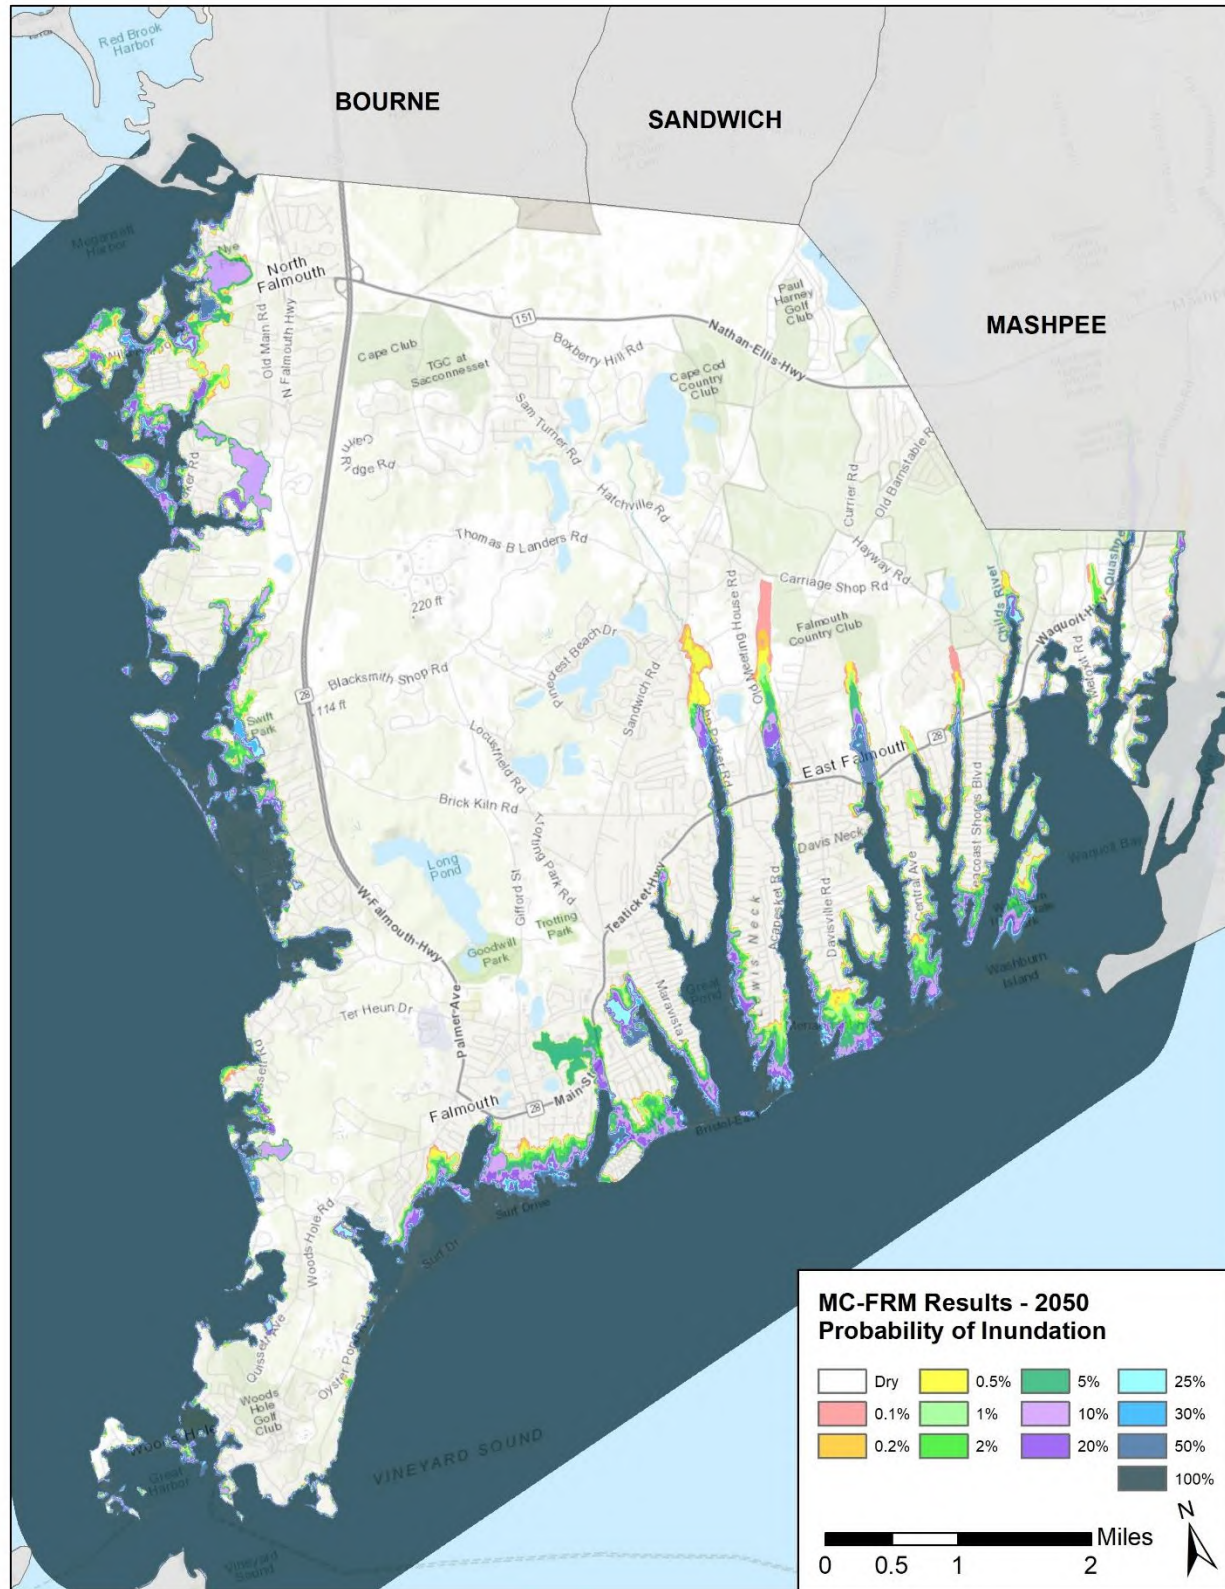 Red Brook
Harbor
BOURNE
SANDWICH
MASHPEE
Megansett
Harbor
Nye
North
Falmouth
Old Main Rd
N Falmouth Hwy
151
Nathan-Ellis-Hwy
Paul
Harney
Golf
Club
Cape Club
TGC at
Sacconnesset
Boxberry Hill Rd
Cape Cod
Country
Club
Sam Turner Rd
Hatchville Rd
Currier Rd
Thomas B Landers Rd
Hayway Rd
Carriage Shop Rd
220 ft
Old Meeting House Rd
Falmouth
Country Club
Childs River
Waquoit-Hwy
Metoxit Rd
Pinecrest Beach Dr
Sandwich Rd
Blacksmith Shop Rd
28
114 ft
Swift
Park
Locustfield Rd
East Falmouth
28
Brick Kiln Rd
Trotting Park Rd
Davis Neck
Seacoast Shores Blvd
Waquoit Bay
Long
Pond
Gifford St
Trotting
Park
Teaticket-Hwy
Lewis Neck
Acapesket Rd
Davisville Rd
Central Ave
W-Falmouth-Hwy
Goodwill
Park
Maravista
Great
Pond
Washburn
Island
Ter Heun Dr
Palmer-Ave
Main-St
28
Falmouth
Surf Drive
Surf Dr
Woods Hole Rd
Quissett Ave
Oyster Pond Rd
Woods
Hole
Golf
Club
Woods Hole
Great
Harbor
VINEYARD SOUND
Vineyard
Sound
MC-FRM Results - 2050
Probability of Inundation
Dry 0.5% 5% 25%
0.1% 1% 10% 30%
0.2% 2% 20% 50%
100%
N
Miles
0 0.5 1 2